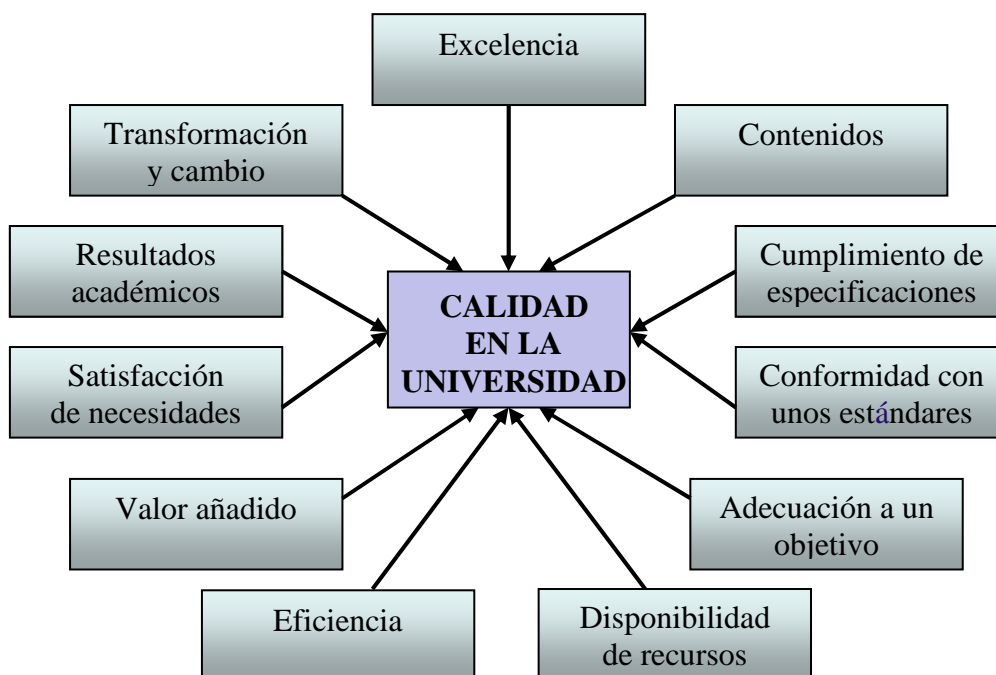 Excelencia
Transformación
y cambio
Contenidos
Resultados
académicos
Cumplimiento de
especificaciones
CALIDAD
EN LA
UNIVERSIDAD
Satisfacción
de necesidades
Conformidad con
unos estándares
Valor añadido
Adecuación a un
objetivo
Eficiencia
Disponibilidad
de recursos